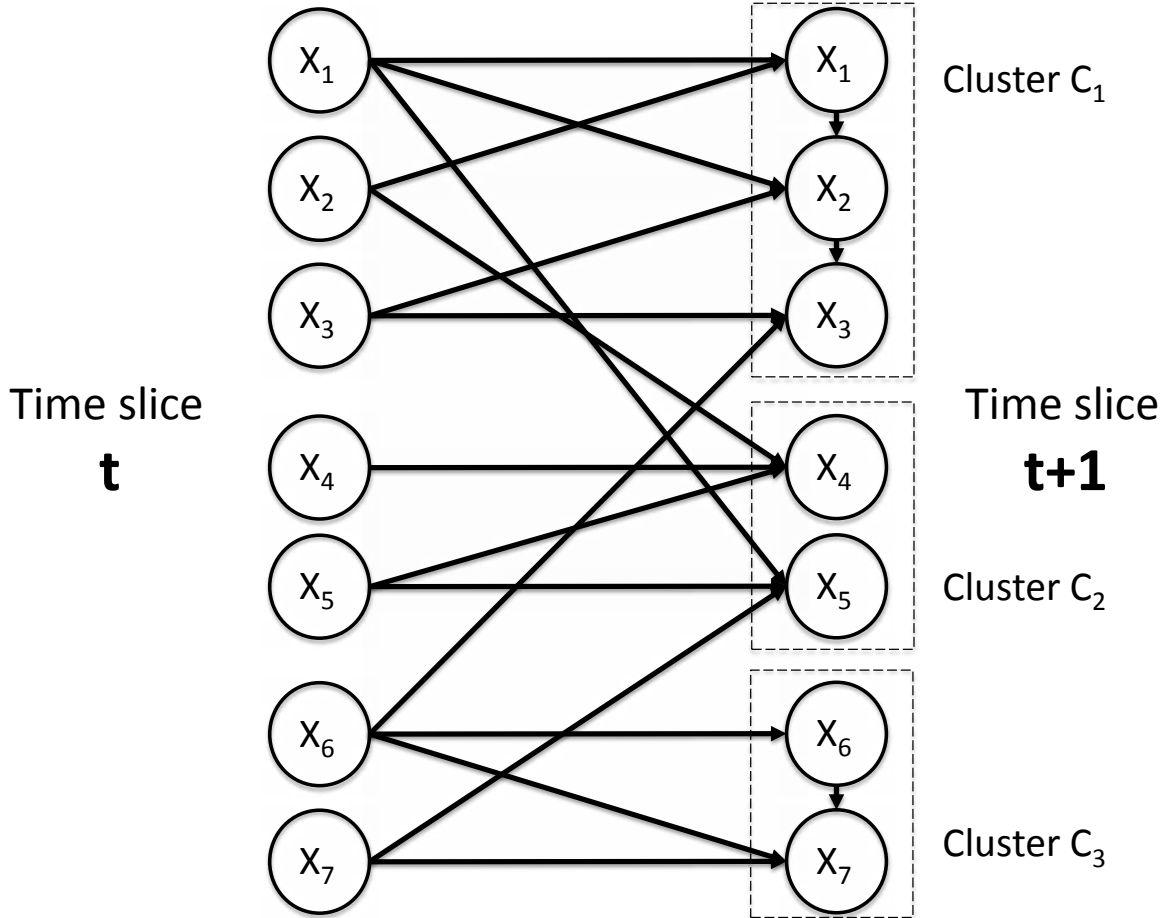 X1
X1
Cluster C1
X2
X2
X3
X3
Time slice
t
Time slice
t+1
X4
X4
X5
X5
Cluster C2
X6
X6
X7
X7
Cluster C3